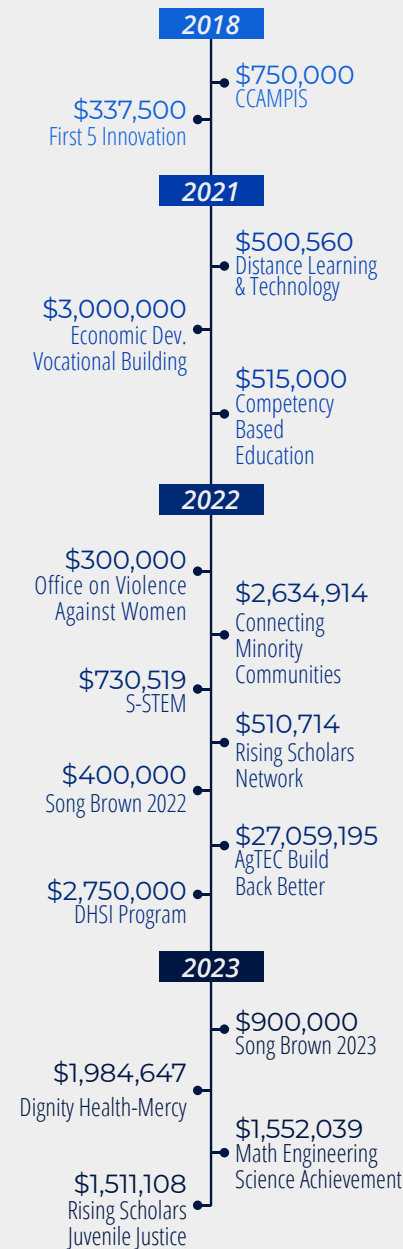 2018
$750,000
CCAMPIS
$337,500
First 5 Innovation
2021
$500,560
Distance Learning
& Technology
$3,000,000
Economic Dev.
Vocational Building
$515,000
Competency
Based
Education
2022
$300,000
Office on Violence
Against Women
$2,634,914
Connecting
Minority
Communities
$730,519
S-STEM
$510,714
Rising Scholars
Network
$400,000
Song Brown 2022
$27,059,195
AgTEC Build
Back Better
$2,750,000
DHSI Program
2023
$900,000
Song Brown 2023
$1,984,647
Dignity Health-Mercy
$1,552,039
Math Engineering
Science Achievement
$1,511,108
Rising Scholars
Juvenile Justice